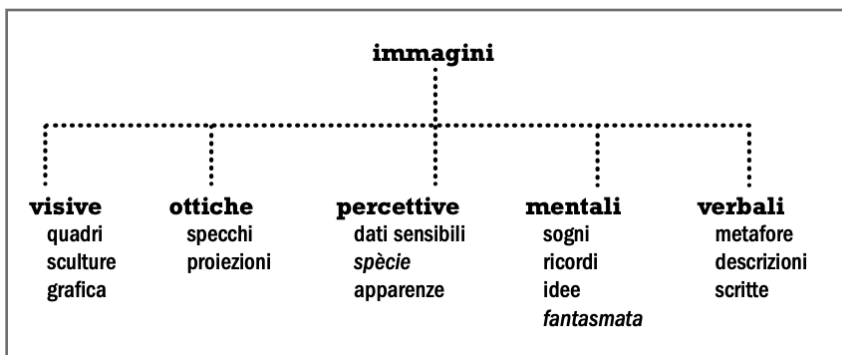 immagini
visive
quadri
sculture
grafica
ottiche
specchi
proiezioni
percettive
dati sensibili
spècie
apparenze
mentali
sogni
ricordi
idee
fantasmata
verbali
metafore
descrizioni
scritte